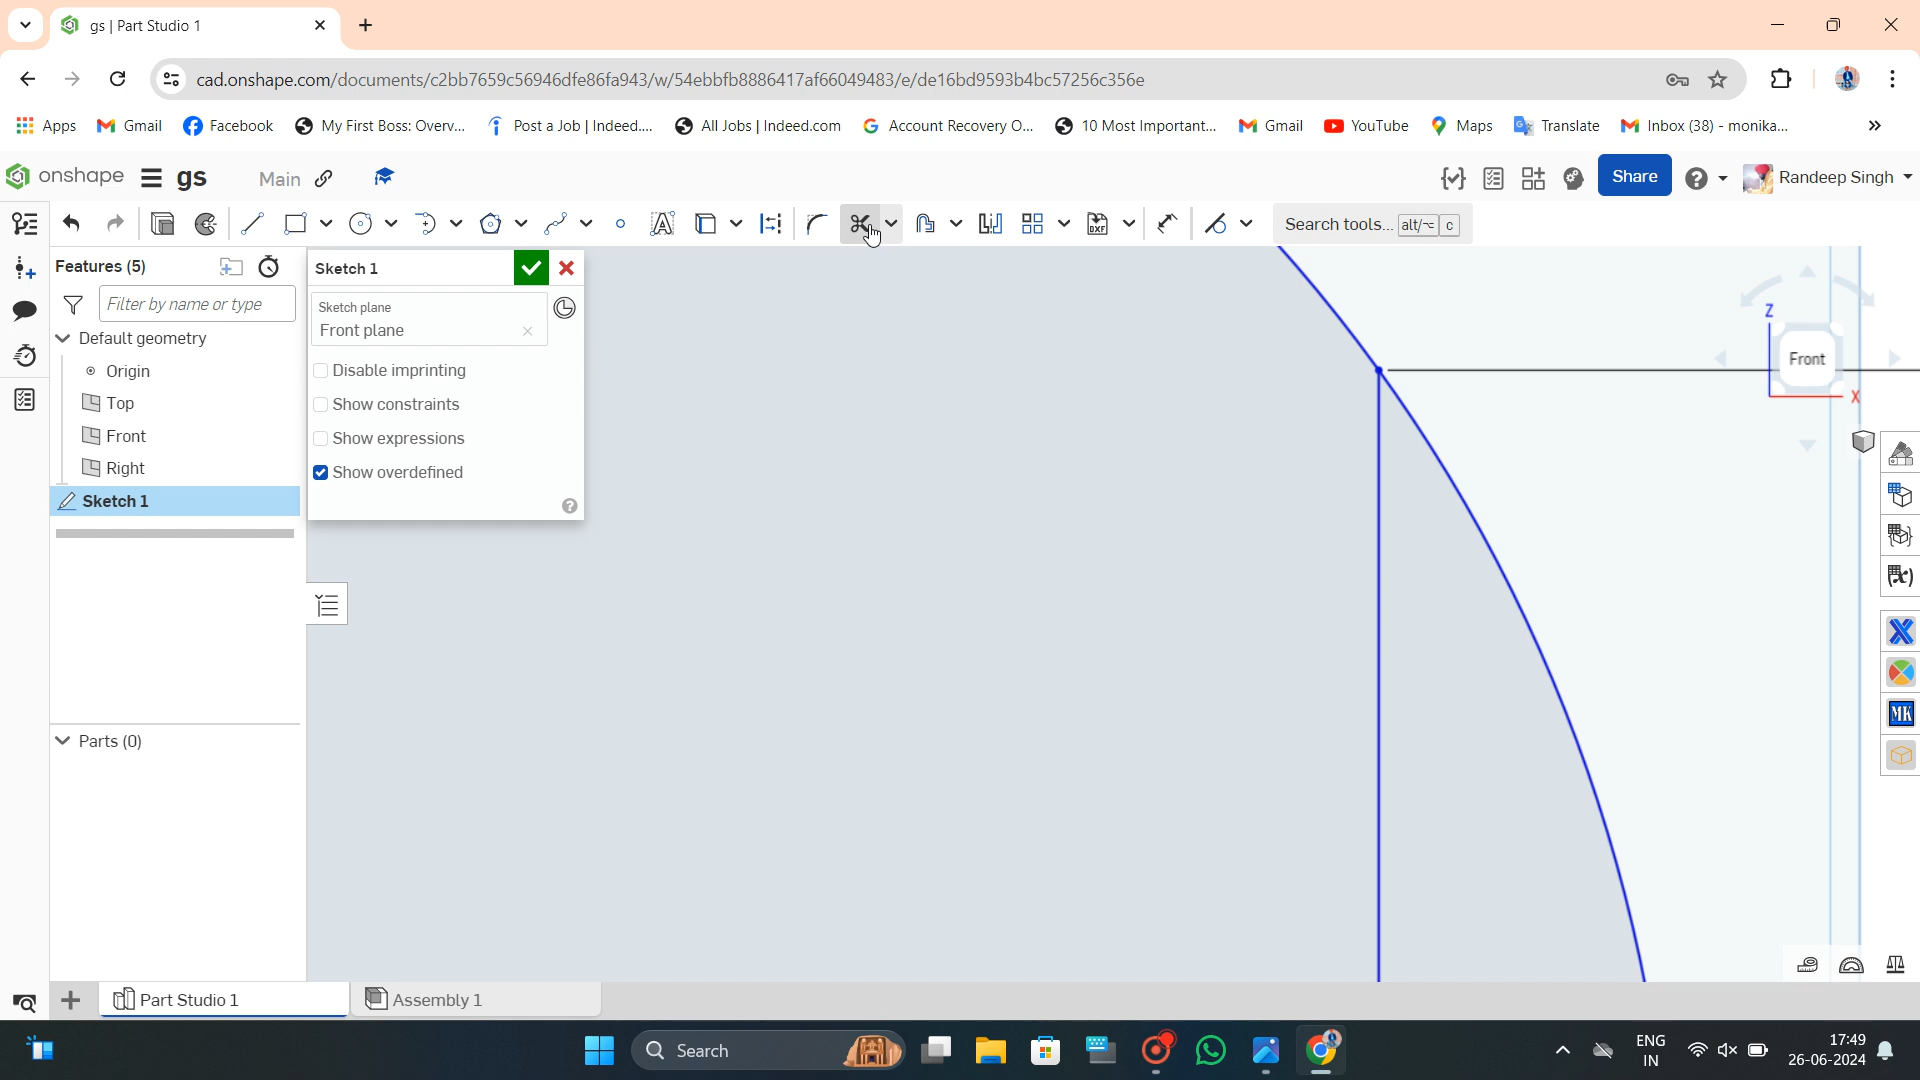 gs | Part Studio 1
cad.onshape.com/documents/c2bb7659c56946dfe86fa943/w/54ebbfb8886417af66049483/e/de16bd9593b4bc57256c356e
Apps Gmail Facebook My First Boss: Overv... Post a Job | Indeed.... All Jobs | Indeed.com Account Recovery O... 10 Most Important... Gmail YouTube Maps Translate Inbox (38) - monika...
onshape gs Main Share Randeep Singh
DXF Search tools... alt/⌥ c
Features (5)
Filter by name or type
Default geometry
Origin
Top
Front
Right
Sketch 1
Parts (0)
Sketch 1
Sketch plane
Front plane
Disable imprinting
Show constraints
Show expressions
Show overdefined
Z
Front
X
(x)
MK
Part Studio 1 Assembly 1
Search
ENG
IN
17:49
26-06-2024